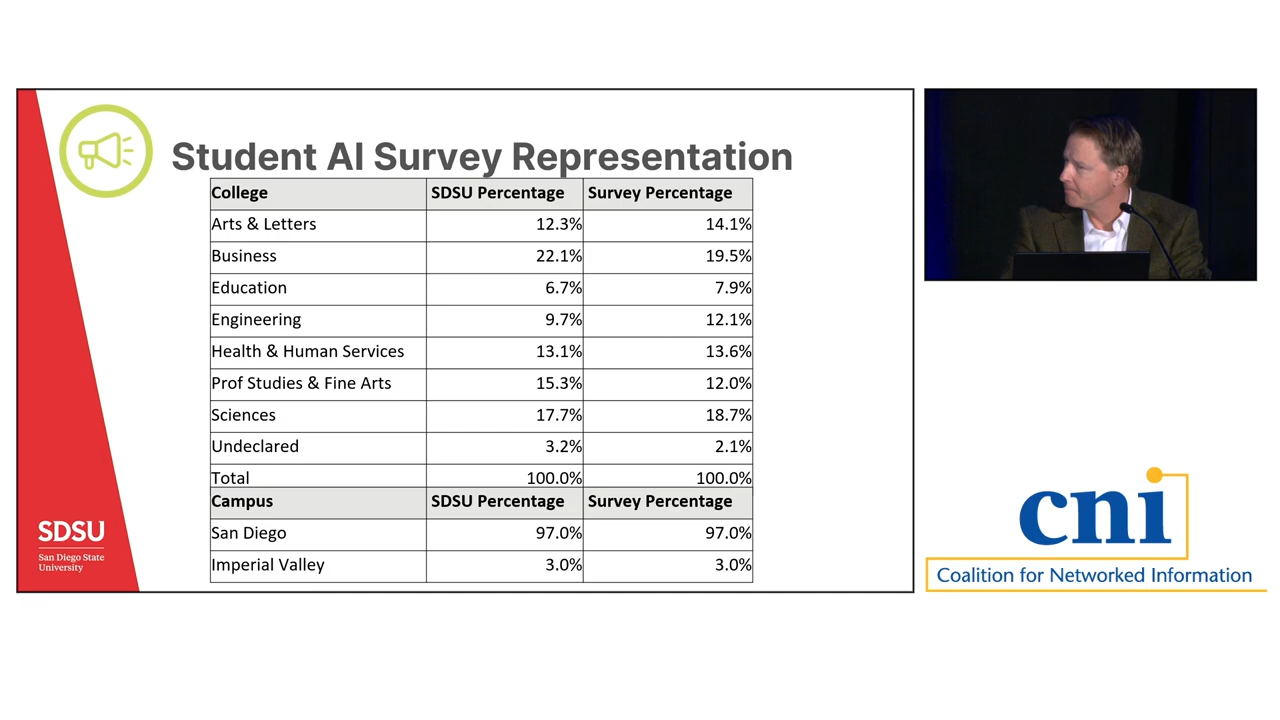 Student AI Survey Representation
College SDSU Percentage Survey Percentage
Arts & Letters 12.3% 14.1%
Business 22.1% 19.5%
Education 6.7% 7.9%
Engineering 9.7% 12.1%
Health & Human Services 13.1% 13.6%
Prof Studies & Fine Arts 15.3% 12.0%
Sciences 17.7% 18.7%
Undeclared 3.2% 2.1%
Total 100.0% 100.0%
Campus SDSU Percentage Survey Percentage
San Diego 97.0% 97.0%
Imperial Valley 3.0% 3.0%
SDSU
San Diego State
University
cni
Coalition for Networked Information